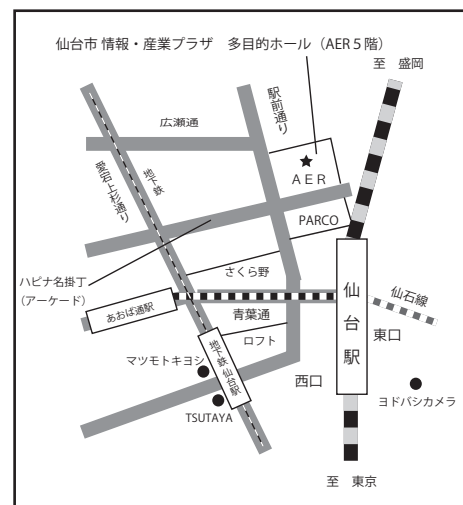 仙台市 情報・産業プラザ 多目的ホール（AER５階）
至 盛岡
駅前通り
広瀬通
愛宕上杉通り
地下鉄
ＡＥＲ
PARCO
ハピナ名掛丁
（アーケード）
さくら野
仙台駅
仙石線
あおば通駅
青葉通
東口
ロフト
地下鉄仙台駅
マツモトキヨシ
西口
TSUTAYA
ヨドバシカメラ
至 東京